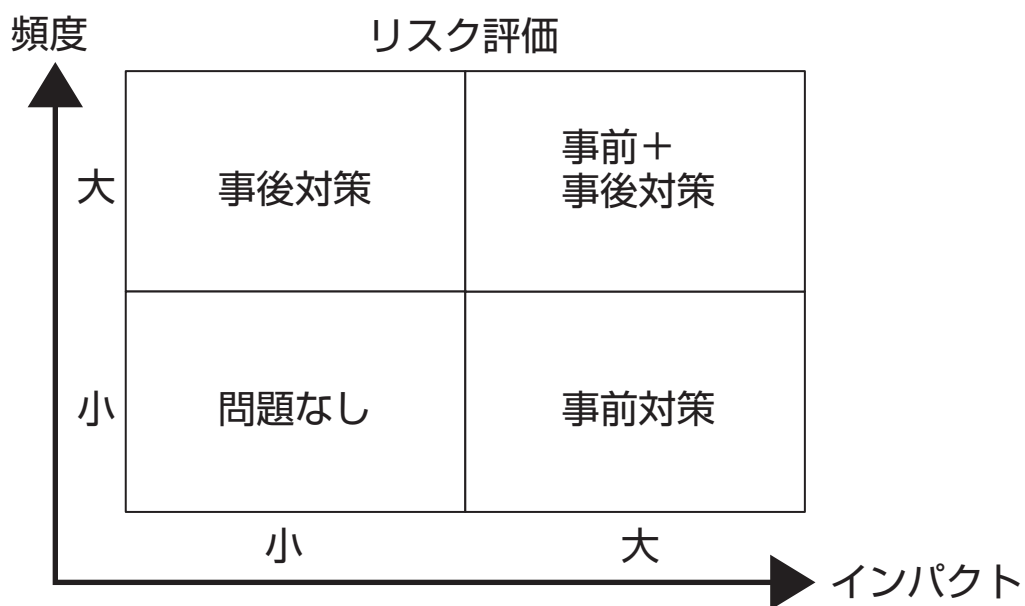 頻度
リスク評価
大
事後対策
事前＋
事後対策
小
問題なし
事前対策
小
大
インパクト